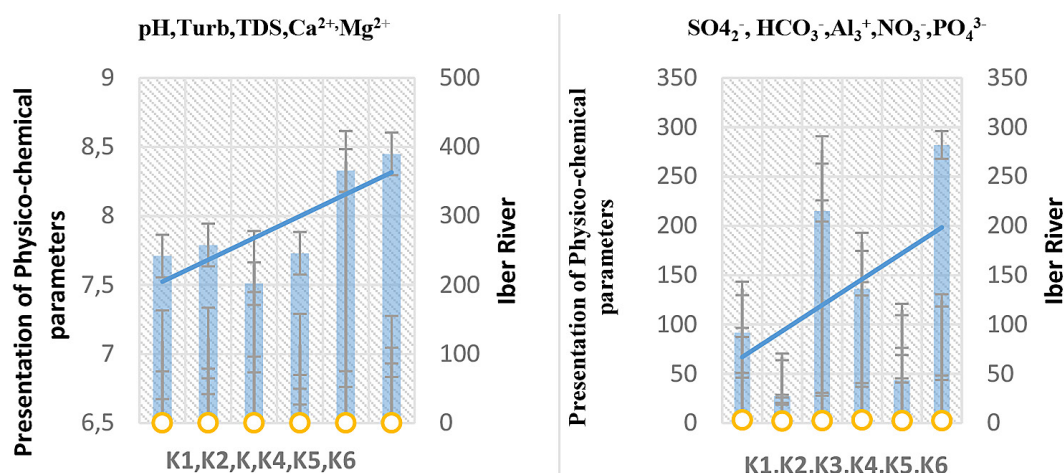 pH,Turb,TDS,Ca²⁺,Mg²⁺
Presentation of Physico-chemical
parameters
9
8,5
8
7,5
7
6,5
500
400
300
200
100
0
Iber River
K1,K2,K,K4,K5,K6
SO4₂⁻, HCO₃⁻,Al₃⁺,NO₃⁻,PO₄³⁻
Presentation of Physico-chemical
parameters
350
300
250
200
150
100
50
0
350
300
250
200
150
100
50
0
Iber River
K1,K2,K3,K4,K5,K6